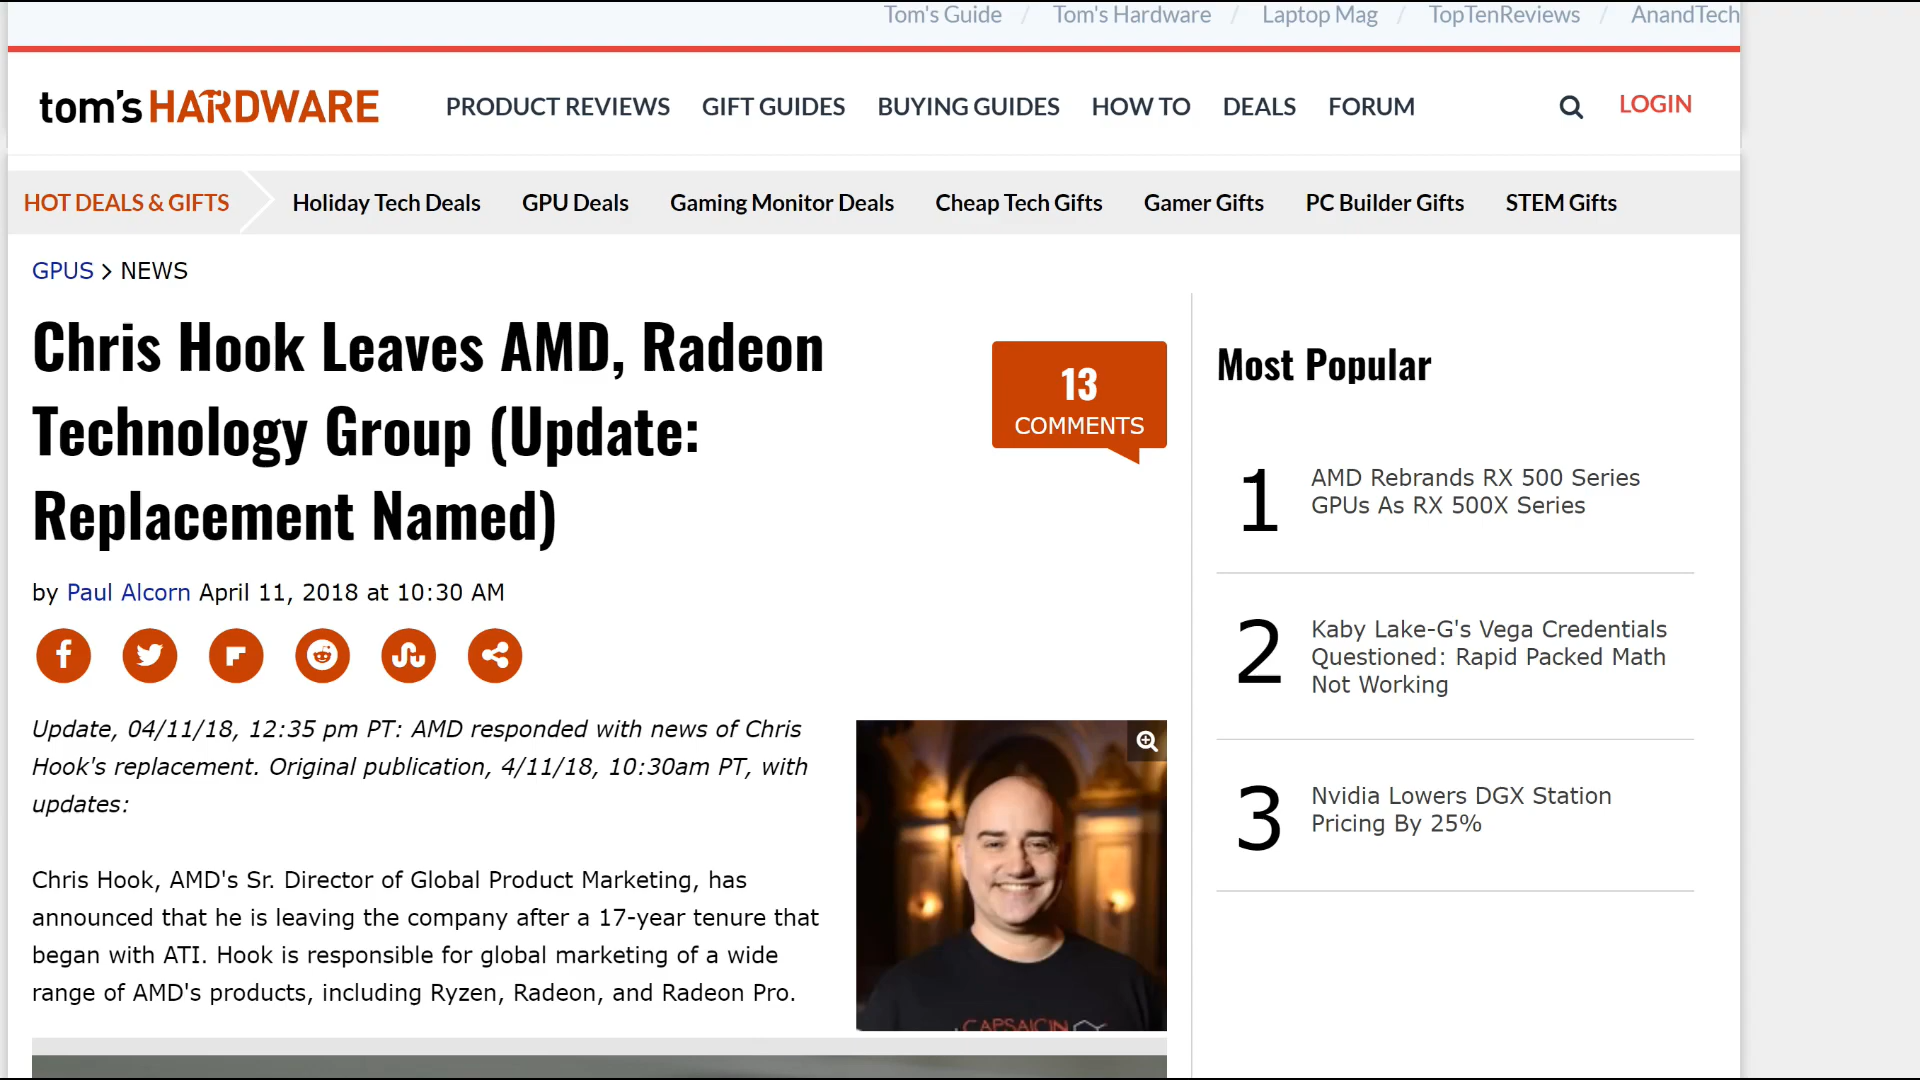 Tom's Guide / Tom's Hardware / Laptop Mag / TopTenReviews / AnandTech
tom's HARDWARE PRODUCT REVIEWS GIFT GUIDES BUYING GUIDES HOW TO DEALS FORUM LOGIN
HOT DEALS & GIFTS Holiday Tech Deals GPU Deals Gaming Monitor Deals Cheap Tech Gifts Gamer Gifts PC Builder Gifts STEM Gifts
GPUS > NEWS
Chris Hook Leaves AMD, Radeon
Technology Group (Update:
Replacement Named)
13
COMMENTS
by Paul Alcorn April 11, 2018 at 10:30 AM
Update, 04/11/18, 12:35 pm PT: AMD responded with news of Chris
Hook's replacement. Original publication, 4/11/18, 10:30am PT, with
updates:
Chris Hook, AMD's Sr. Director of Global Product Marketing, has
announced that he is leaving the company after a 17-year tenure that
began with ATI. Hook is responsible for global marketing of a wide
range of AMD's products, including Ryzen, Radeon, and Radeon Pro.
CAPSAICIN
Most Popular
1
AMD Rebrands RX 500 Series
GPUs As RX 500X Series
2
Kaby Lake-G's Vega Credentials
Questioned: Rapid Packed Math
Not Working
3
Nvidia Lowers DGX Station
Pricing By 25%